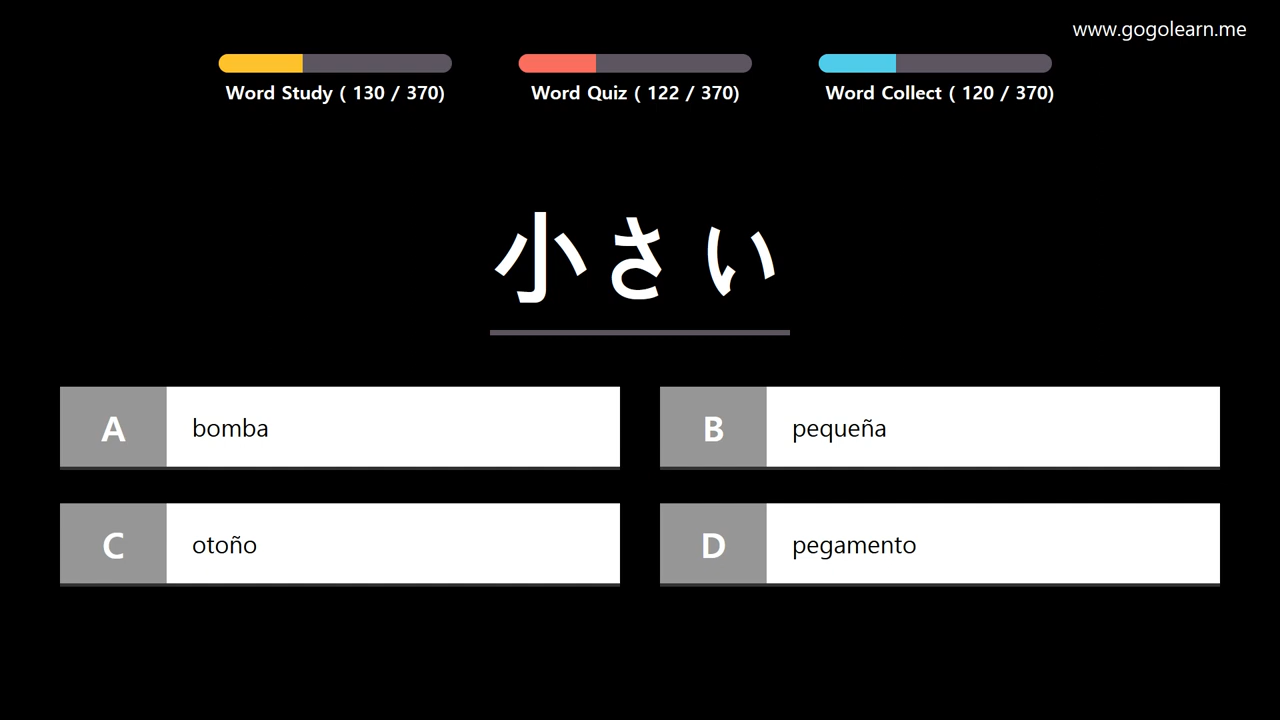 www.gogolearn.me
Word Study ( 130 / 370)
Word Quiz ( 122 / 370)
Word Collect ( 120 / 370)
小さい
A bomba
B pequeña
C otoño
D pegamento